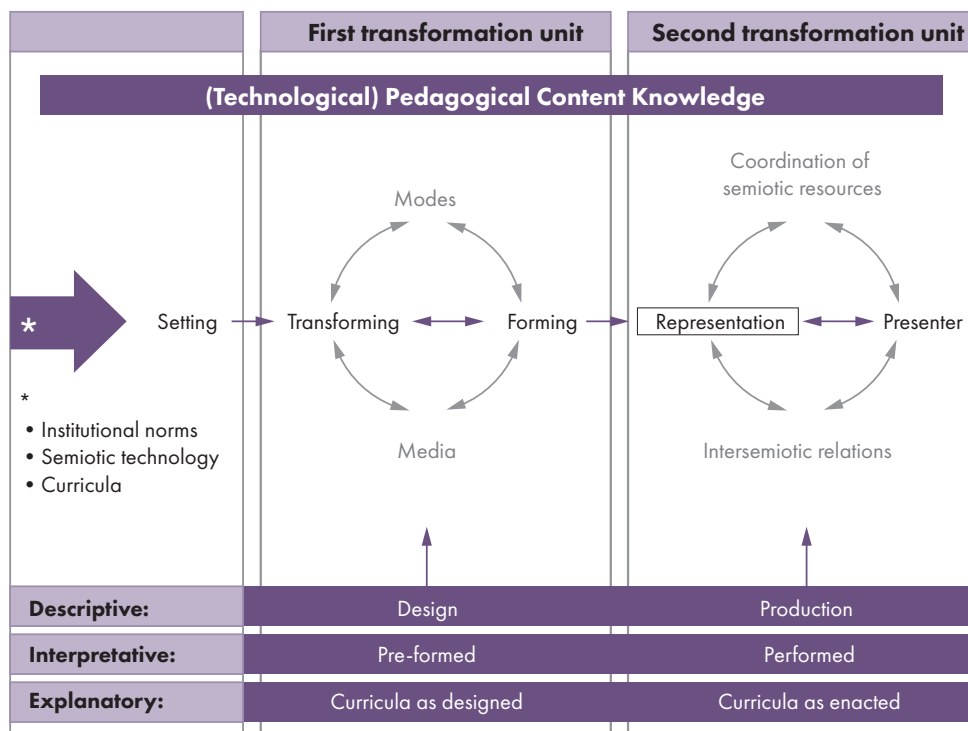 First transformation unit
Second transformation unit
(Technological) Pedagogical Content Knowledge
Modes
Coordination of
semiotic resources
*
Setting
Transforming
Forming
Representation
Presenter
*
• Institutional norms
• Semiotic technology
• Curricula
Media
Intersemiotic relations
Descriptive:
Design
Production
Interpretative:
Pre-formed
Performed
Explanatory:
Curricula as designed
Curricula as enacted